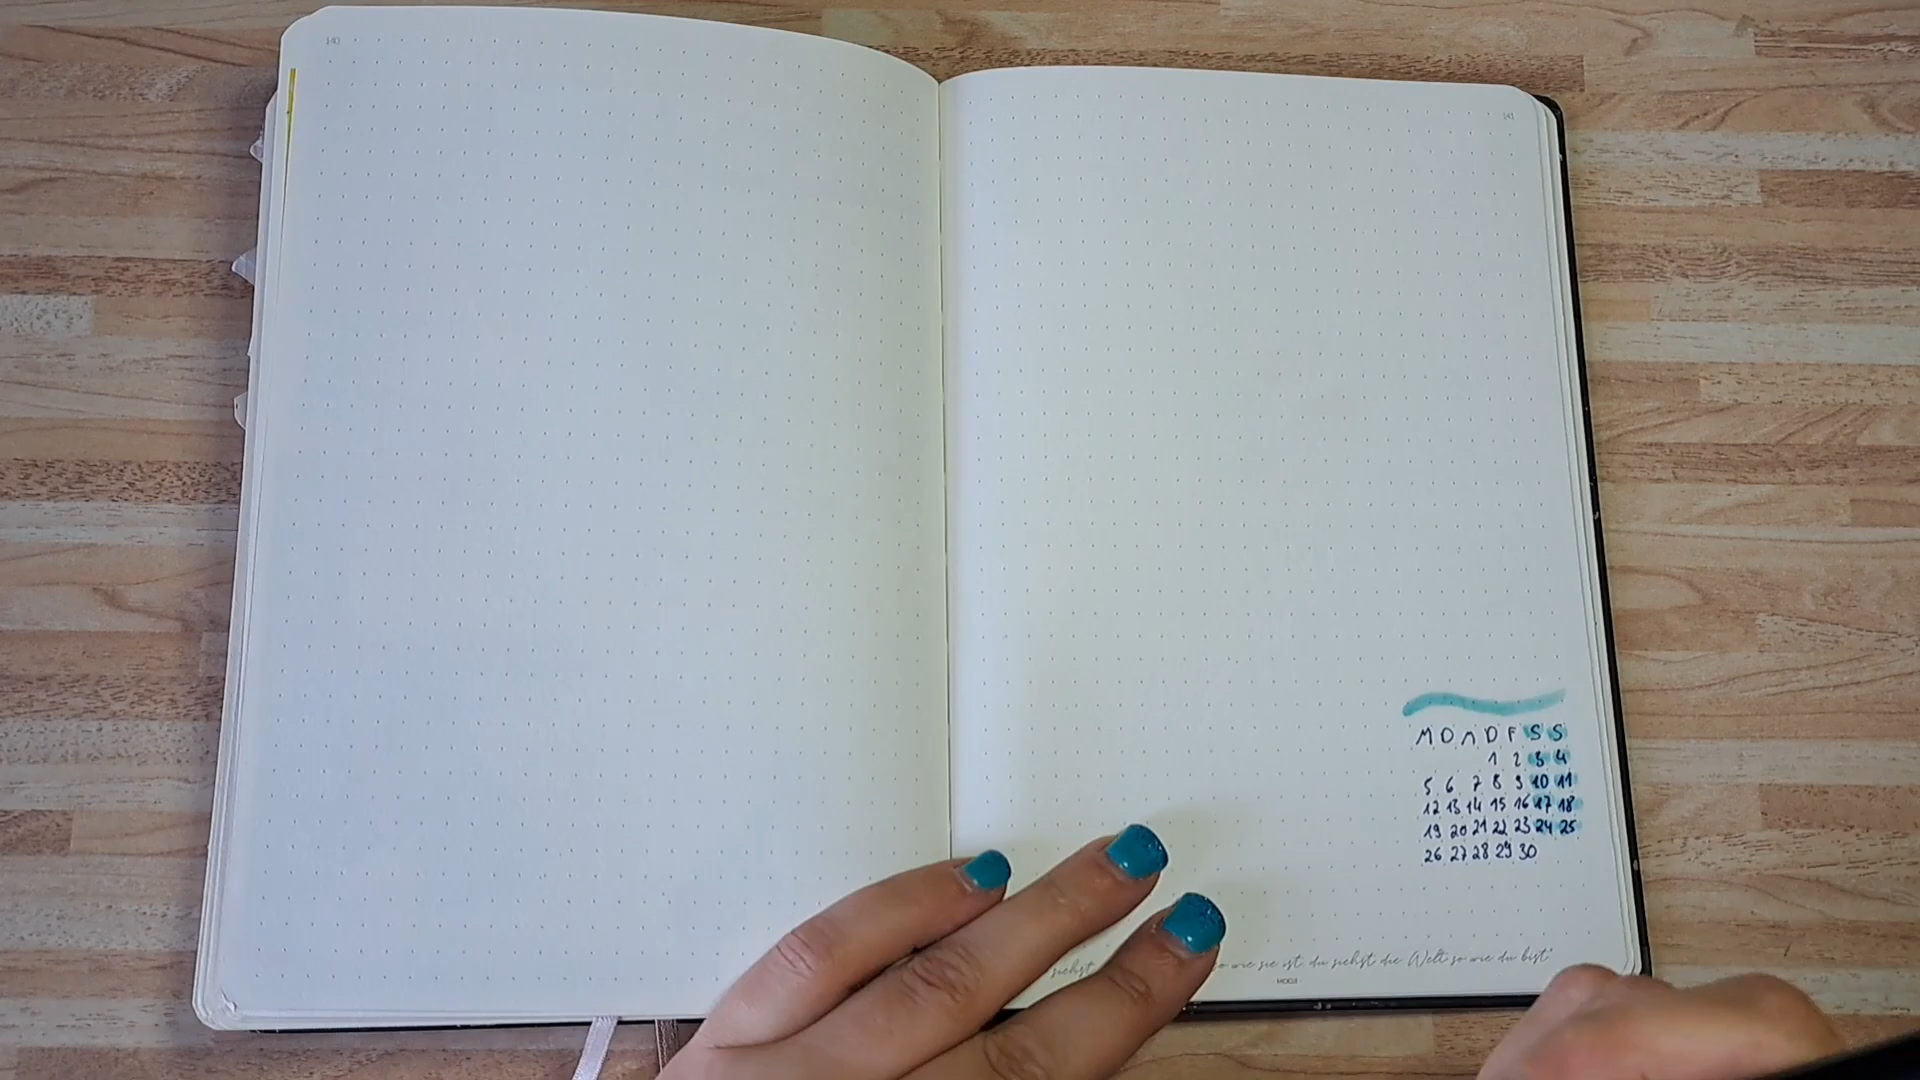 140
141
M D M D F S S
1 2 3 4
5 6 7 8 9 10 11
12 13 14 15 16 17 18
19 20 21 22 23 24 25
26 27 28 29 30
siehst so wie sie ist, du siehst die Welt so wie du bist"
MOOJI